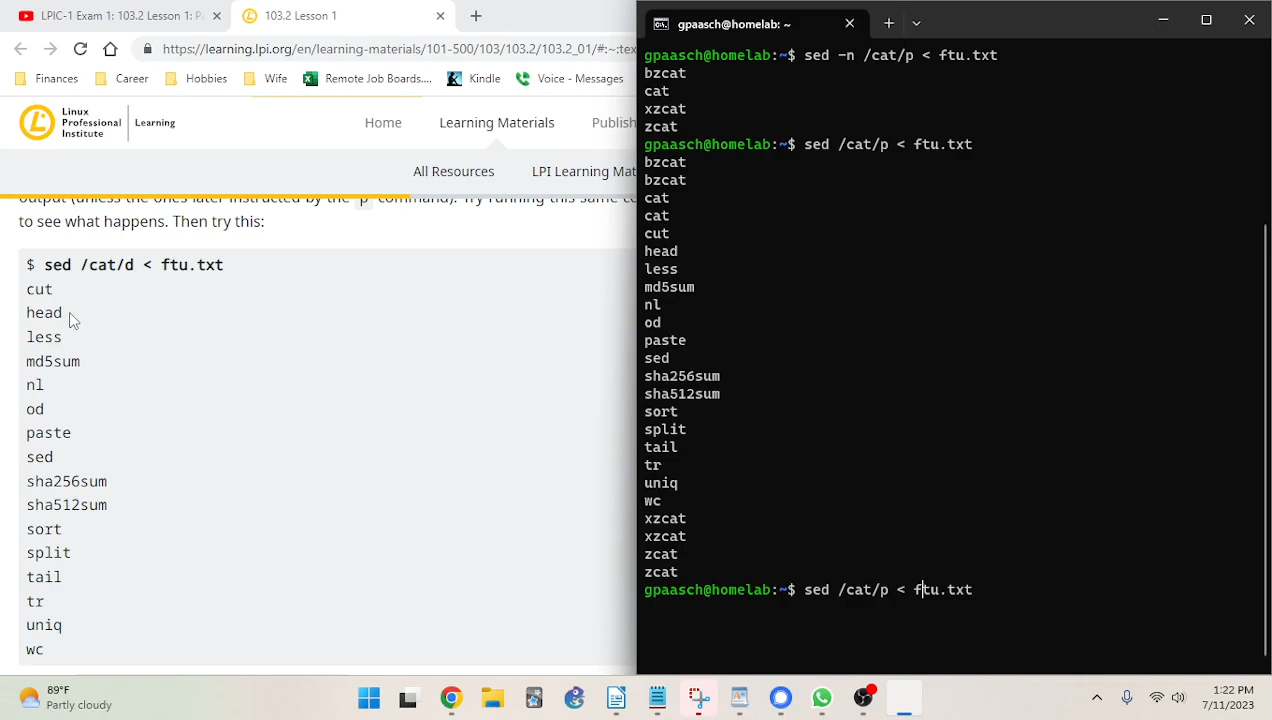 LPIC-1 Exam 1: 103.2 Lesson 1: Pa
103.2 Lesson 1
https://learning.lpi.org/en/learning-materials/101-500/103/103.2/103.2_01/#:~:tex
Finances
Career
Hobbies
Wife
Remote Job Boards....
Kindle
Voice - Messages
Linux
Professional
Institute
Learning
Home
Learning Materials
Publish
All Resources
LPI Learning Mat
output (unless the ones later instructed by the p command). Try running this same co
to see what happens. Then try this:
$ sed /cat/d < ftu.txt
cut
head
less
md5sum
nl
od
paste
sed
sha256sum
sha512sum
sort
split
tail
tr
uniq
wc
gpaasch@homelab: ~
gpaasch@homelab:~$ sed -n /cat/p < ftu.txt
bzcat
cat
xzcat
zcat
gpaasch@homelab:~$ sed /cat/p < ftu.txt
bzcat
bzcat
cat
cat
cut
head
less
md5sum
nl
od
paste
sed
sha256sum
sha512sum
sort
split
tail
tr
uniq
wc
xzcat
xzcat
zcat
zcat
gpaasch@homelab:~$ sed /cat/p < ftu.txt
89°F
Partly cloudy
1:22 PM
7/11/2023